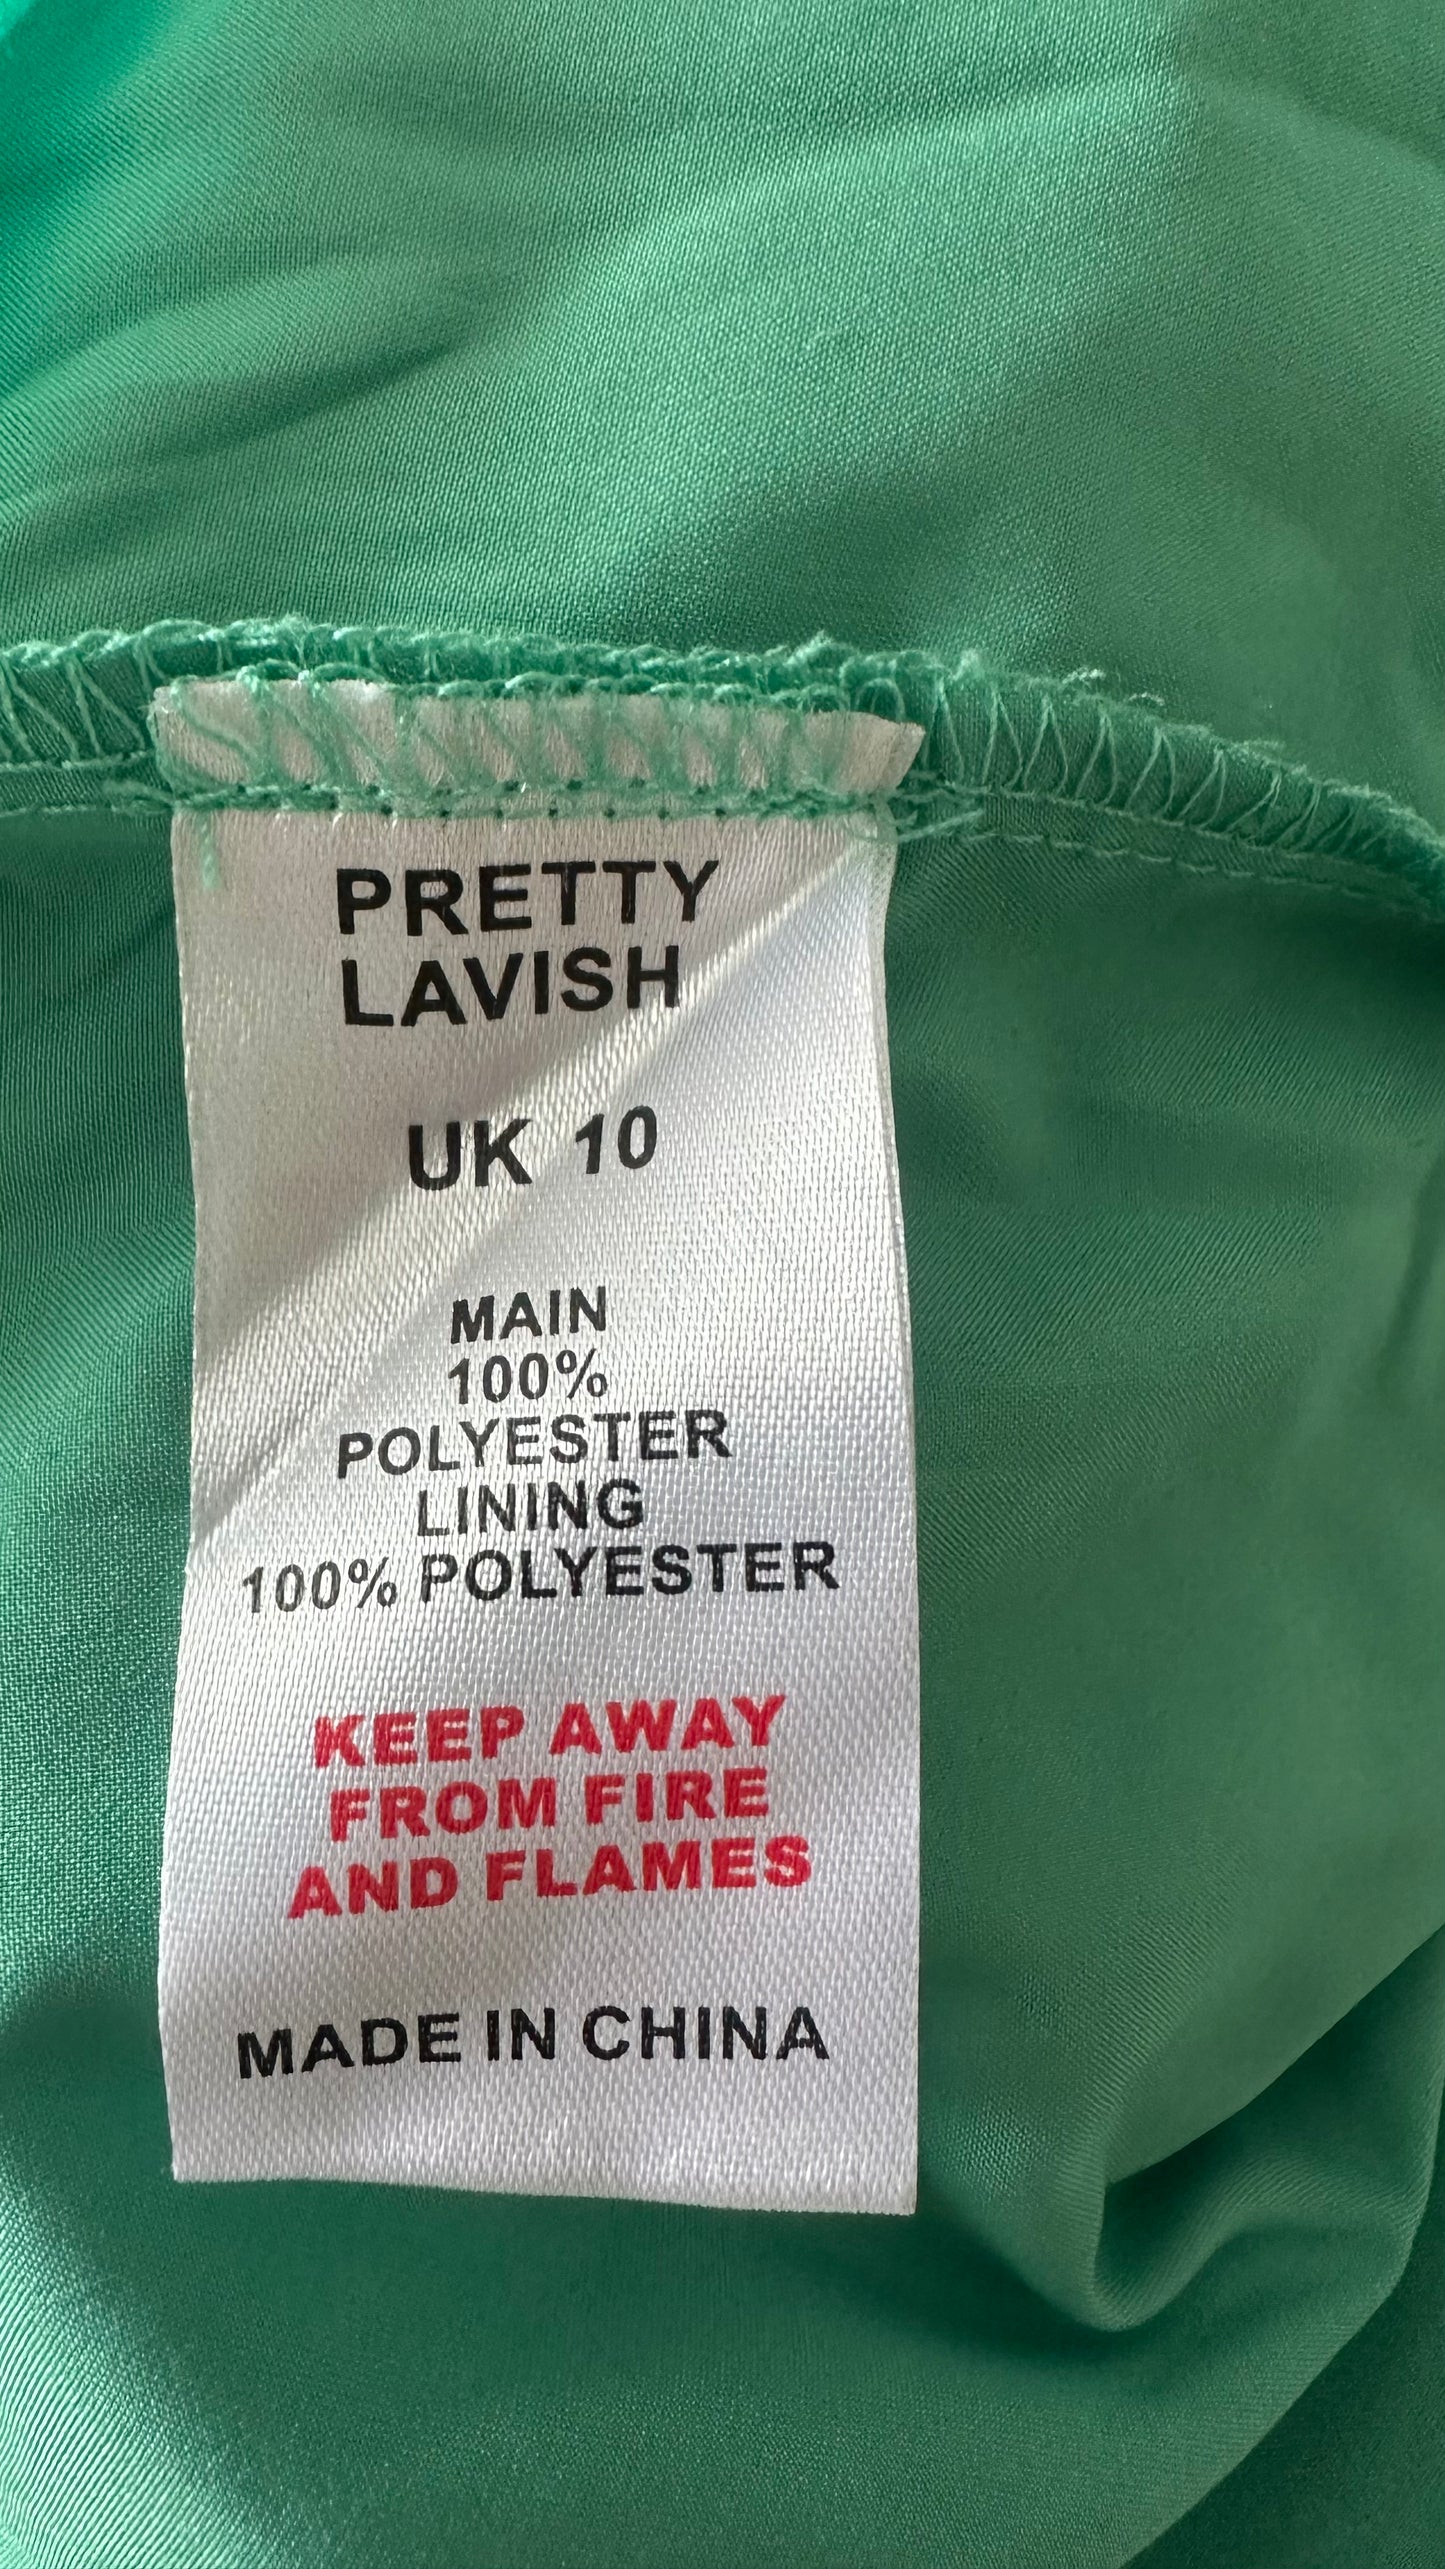 PRETTY
LAVISH
UK 10
MAIN
100%
POLYESTER
LINING
100% POLYESTER
KEEP AWAY
FROM FIRE
AND FLAMES
MADE IN CHINA